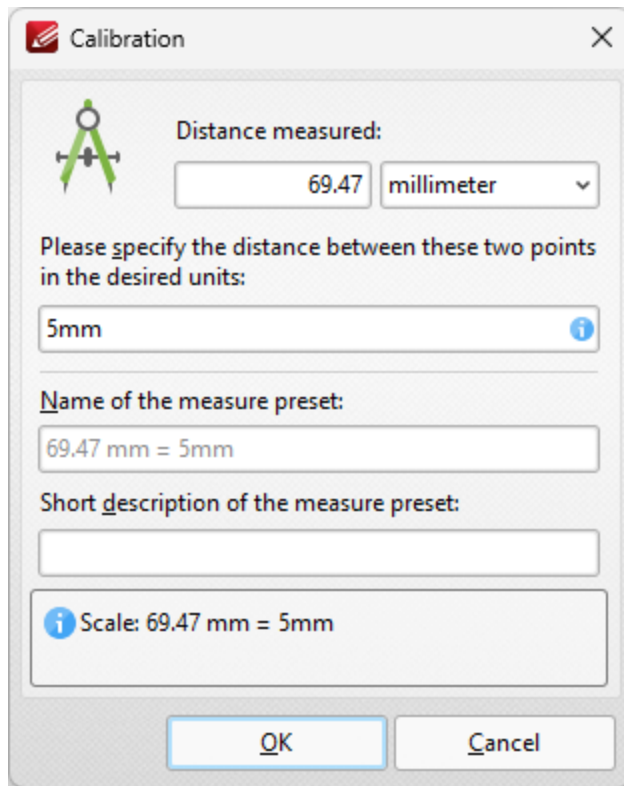 Calibration
Distance measured:
69.47 millimeter
Please specify the distance between these two points
in the desired units:
5mm
Name of the measure preset:
69.47 mm = 5mm
Short description of the measure preset:
Scale: 69.47 mm = 5mm
OK Cancel